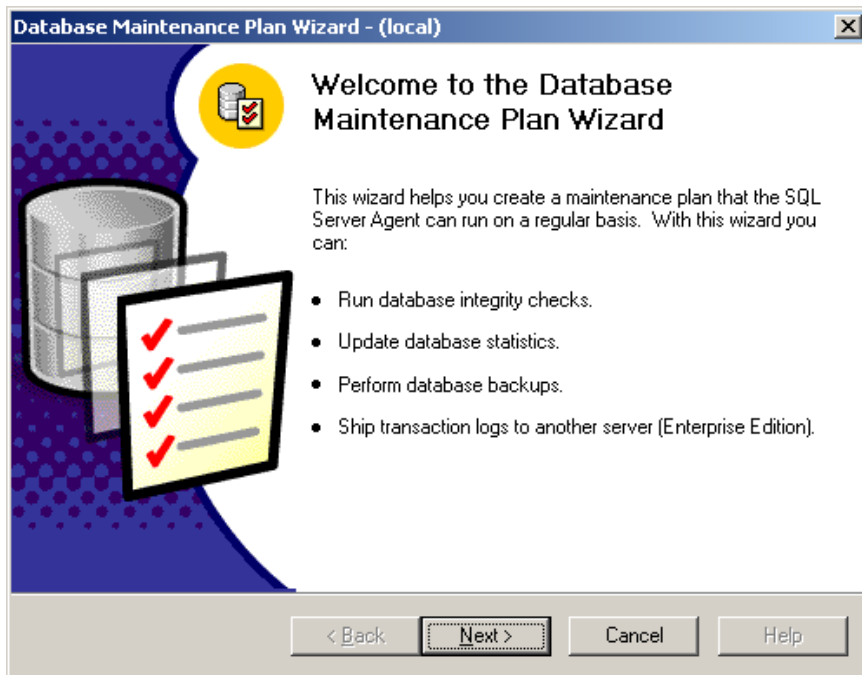 Database Maintenance Plan Wizard - (local)
Welcome to the Database
Maintenance Plan Wizard
This wizard helps you create a maintenance plan that the SQL
Server Agent can run on a regular basis. With this wizard you
can:
• Run database integrity checks.
• Update database statistics.
• Perform database backups.
• Ship transaction logs to another server (Enterprise Edition).
< Back
Next >
Cancel
Help